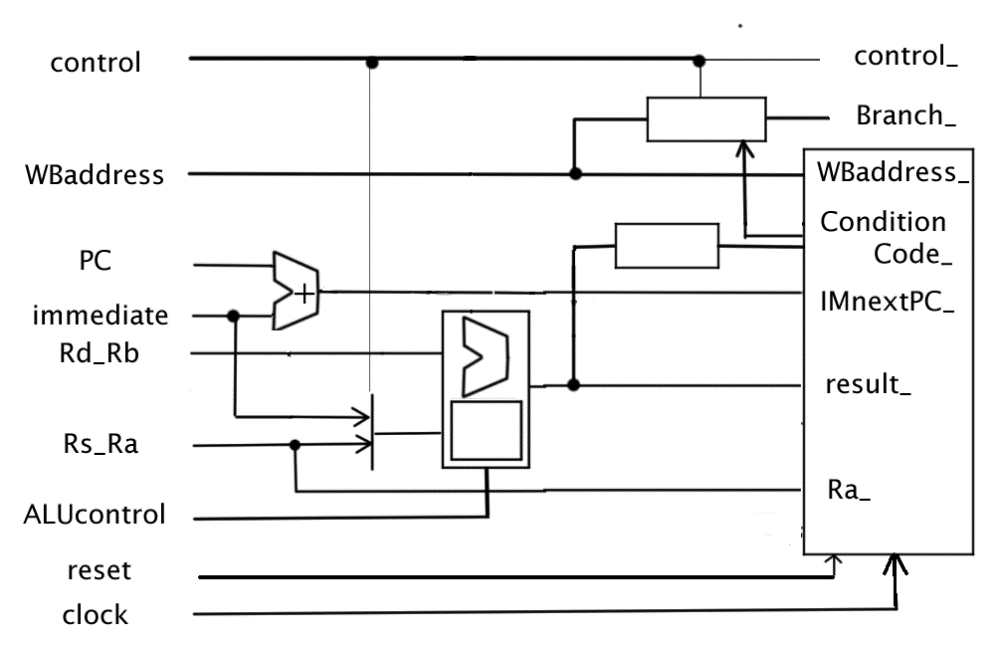 control
control_
Branch_
WBaddress
WBaddress_
Condition
Code_
PC
IMnextPC_
immediate
+
Rd_Rb
result_
Rs_Ra
Ra_
ALUcontrol
reset
clock